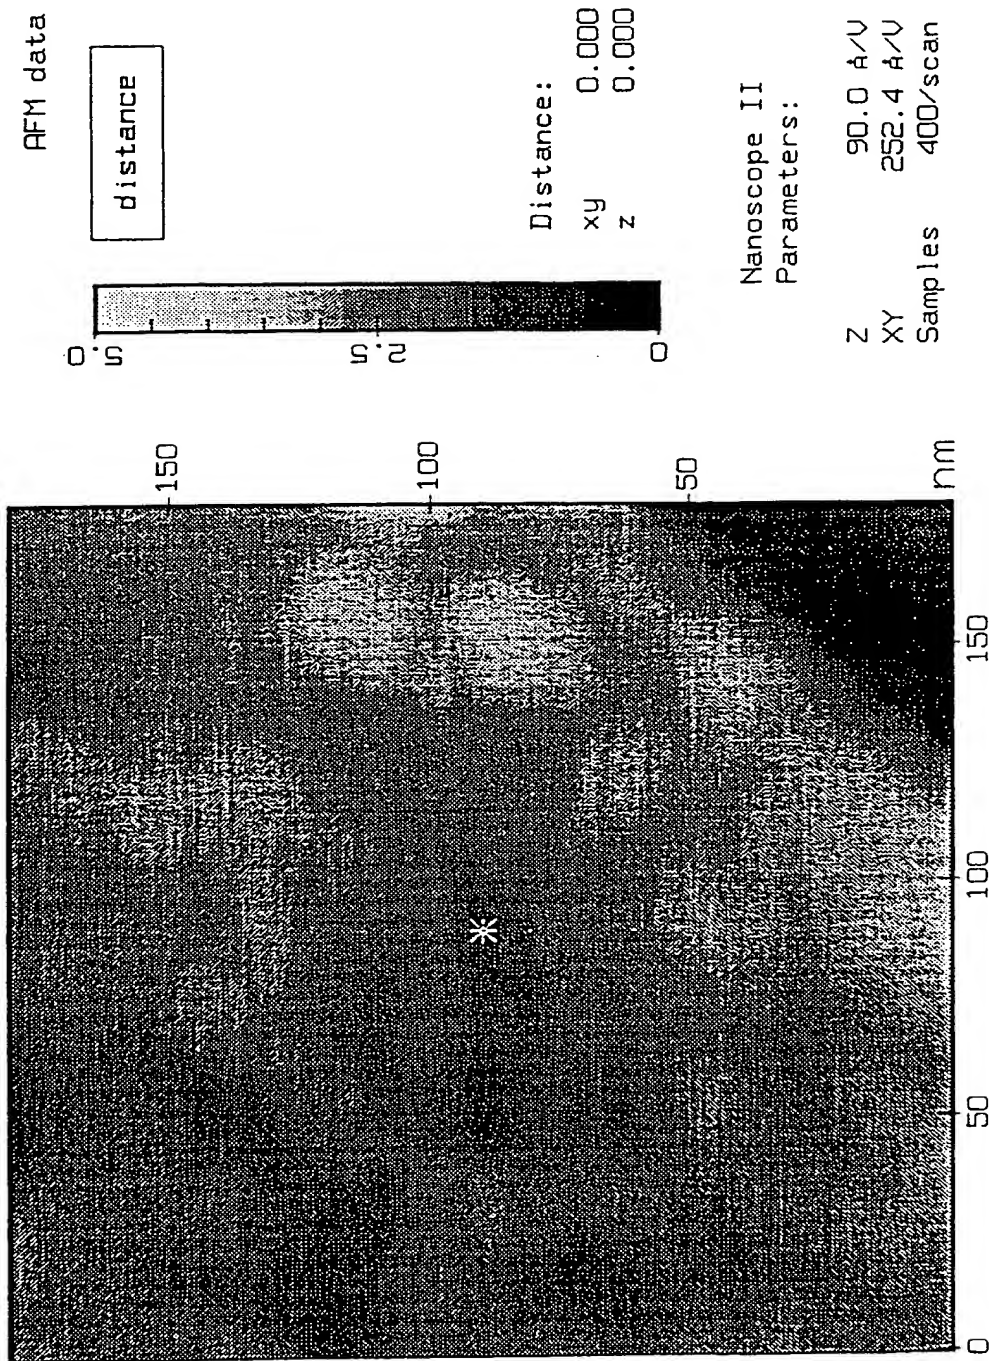 AFM data
distance
5.0
2.5
0
Distance:
xy 0.000
z 0.000
Nanoscope II
Parameters:
Z 90.0 Å/V
XY 252.4 Å/V
Samples 400/scan
150
100
50
nm
0 50 100 150